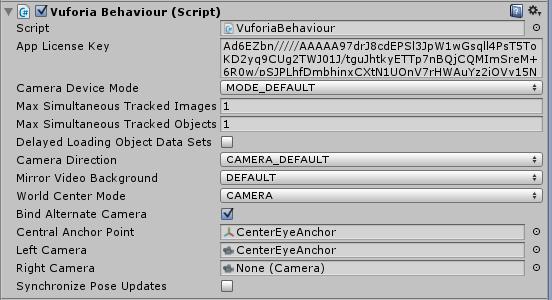 Vuforia Behaviour (Script)
Script VuforiaBehaviour
App License Key Ad6EZbn/////AAAAA97drJ8cdEPSl3JpW1wGsqll4PsT5To
KD2yq9CUg2TWJ01J/tguJhtkyETTp7nBQjCQMImSreM+
6R0w/pSJPLhfDmbhinxCXtN1UOnV7rHWAuYz2iOVv15N
Camera Device Mode MODE_DEFAULT
Max Simultaneous Tracked Images 1
Max Simultaneous Tracked Objects 1
Delayed Loading Object Data Sets
Camera Direction CAMERA_DEFAULT
Mirror Video Background DEFAULT
World Center Mode CAMERA
Bind Alternate Camera
Central Anchor Point CenterEyeAnchor
Left Camera CenterEyeAnchor
Right Camera None (Camera)
Synchronize Pose Updates